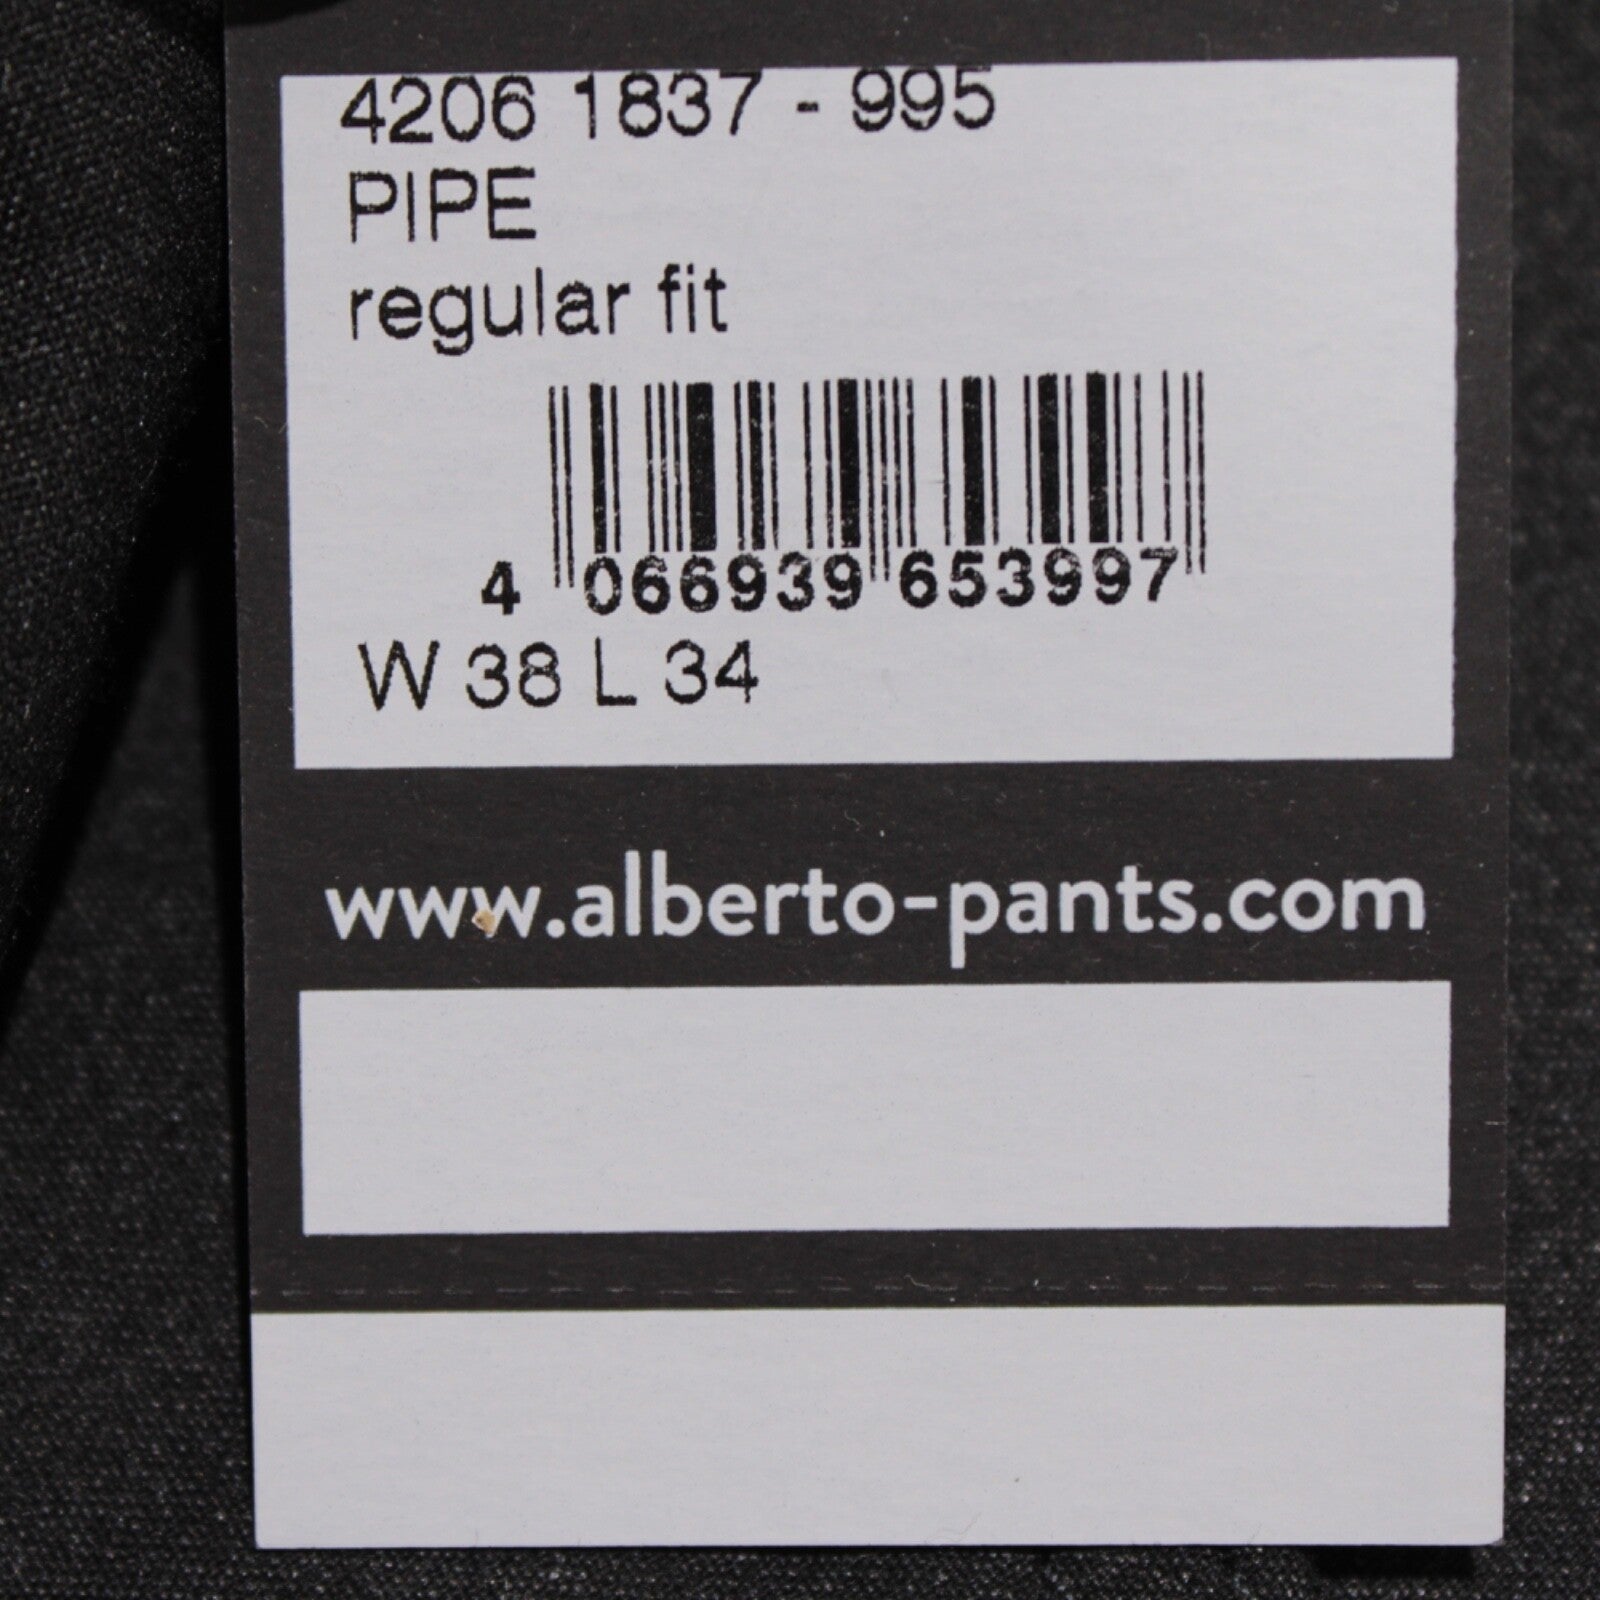 4206 1837 - 995
PIPE
regular fit
4 066939 653997
W 38 L 34
www.alberto-pants.com